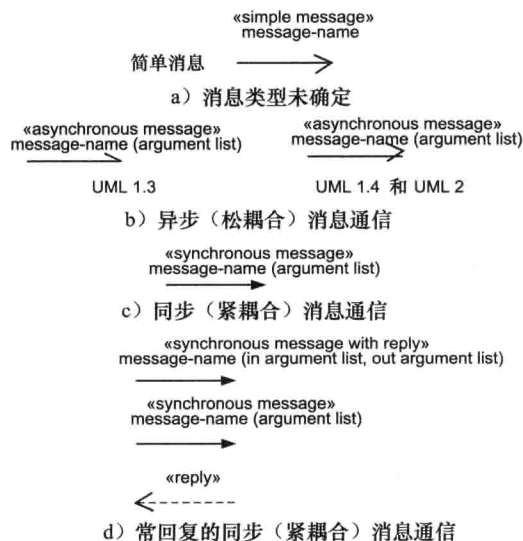 «simple message»
message-name
简单消息
a）消息类型未确定
«asynchronous message»
message-name (argument list)
UML 1.3
«asynchronous message»
message-name (argument list)
UML 1.4 和 UML 2
b）异步（松耦合）消息通信
«synchronous message»
message-name (argument list)
c）同步（紧耦合）消息通信
«synchronous message with reply»
message-name (in argument list, out argument list)
«synchronous message»
message-name (argument list)
«reply»
d）常回复的同步（紧耦合）消息通信